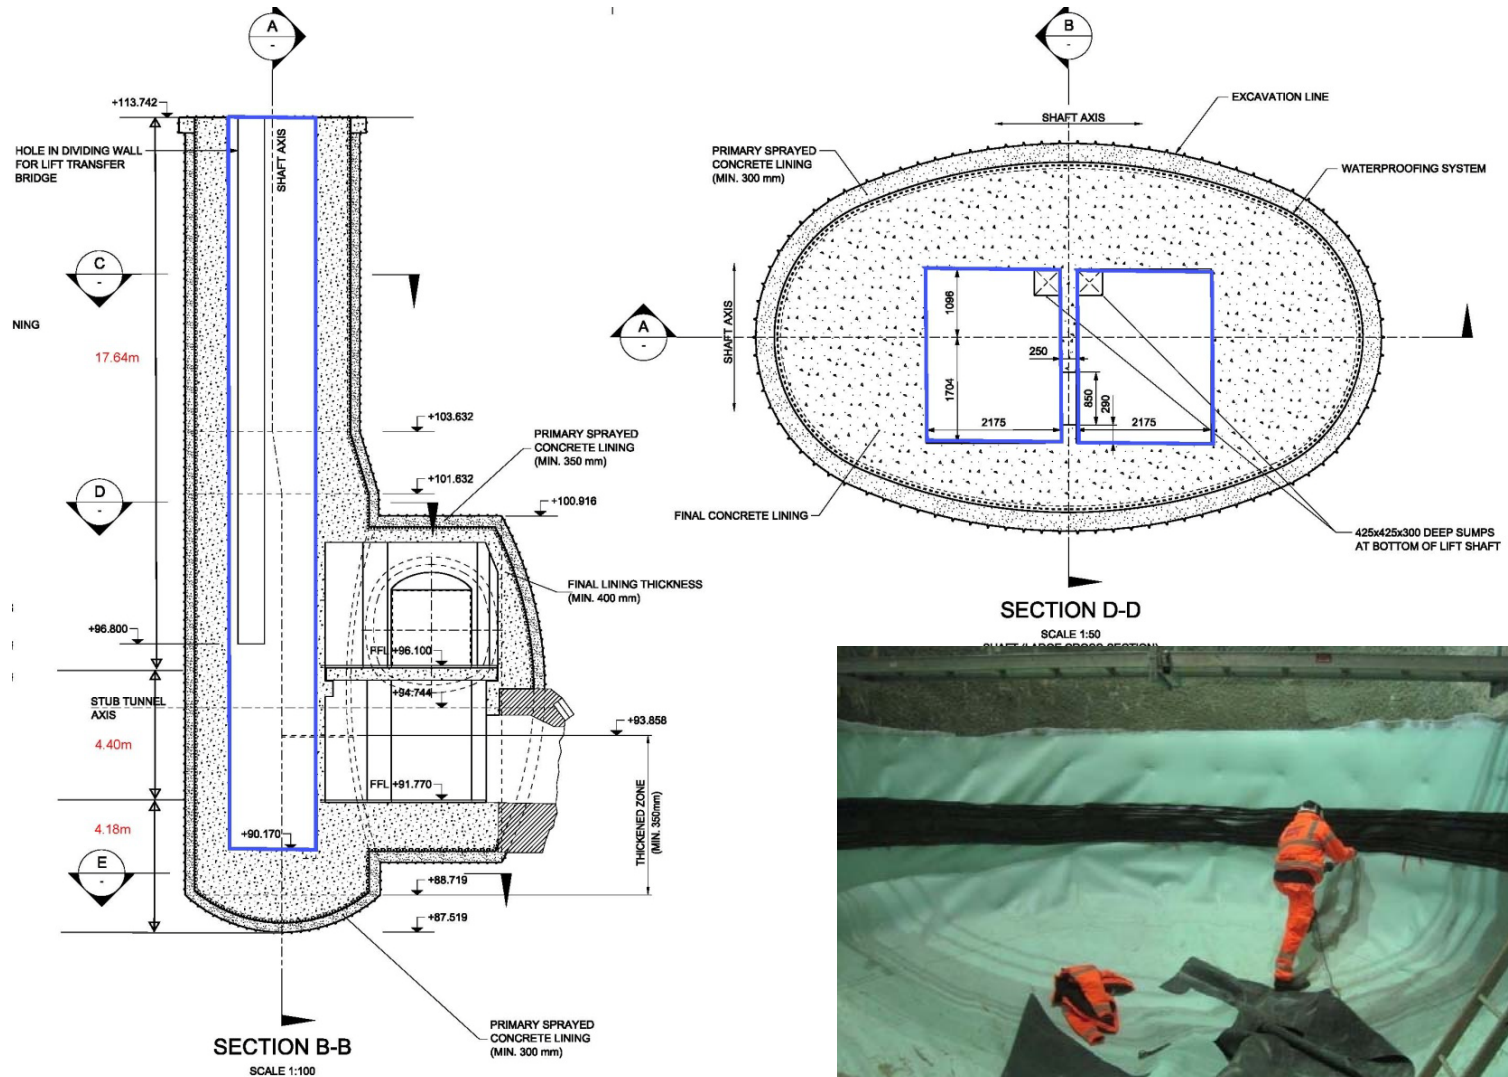 A
-
+113.742
HOLE IN DIVIDING WALL
FOR LIFT TRANSFER
BRIDGE
SHAFT AXIS
C
-
NING
17.64m
+103.632
PRIMARY SPRAYED
CONCRETE LINING
(MIN. 350 mm)
+101.632
D
-
+100.916
FINAL LINING THICKNESS
(MIN. 400 mm)
+96.800
FFL +96.100
STUB TUNNEL
AXIS
+94.744
+93.858
4.40m
FFL +91.770
THICKENED ZONE
(MIN. 350mm)
4.18m
+90.170
E
-
+88.719
+87.519
PRIMARY SPRAYED
CONCRETE LINING
(MIN. 300 mm)
SECTION B-B
SCALE 1:100
B
-
EXCAVATION LINE
SHAFT AXIS
PRIMARY SPRAYED
CONCRETE LINING
(MIN. 300 mm)
WATERPROOFING SYSTEM
SHAFT AXIS
A
-
1096
250
1704
850
290
2175
2175
FINAL CONCRETE LINING
425x425x300 DEEP SUMPS
AT BOTTOM OF LIFT SHAFT
SECTION D-D
SCALE 1:50
SHAFT (LARGE CROSS SECTION)